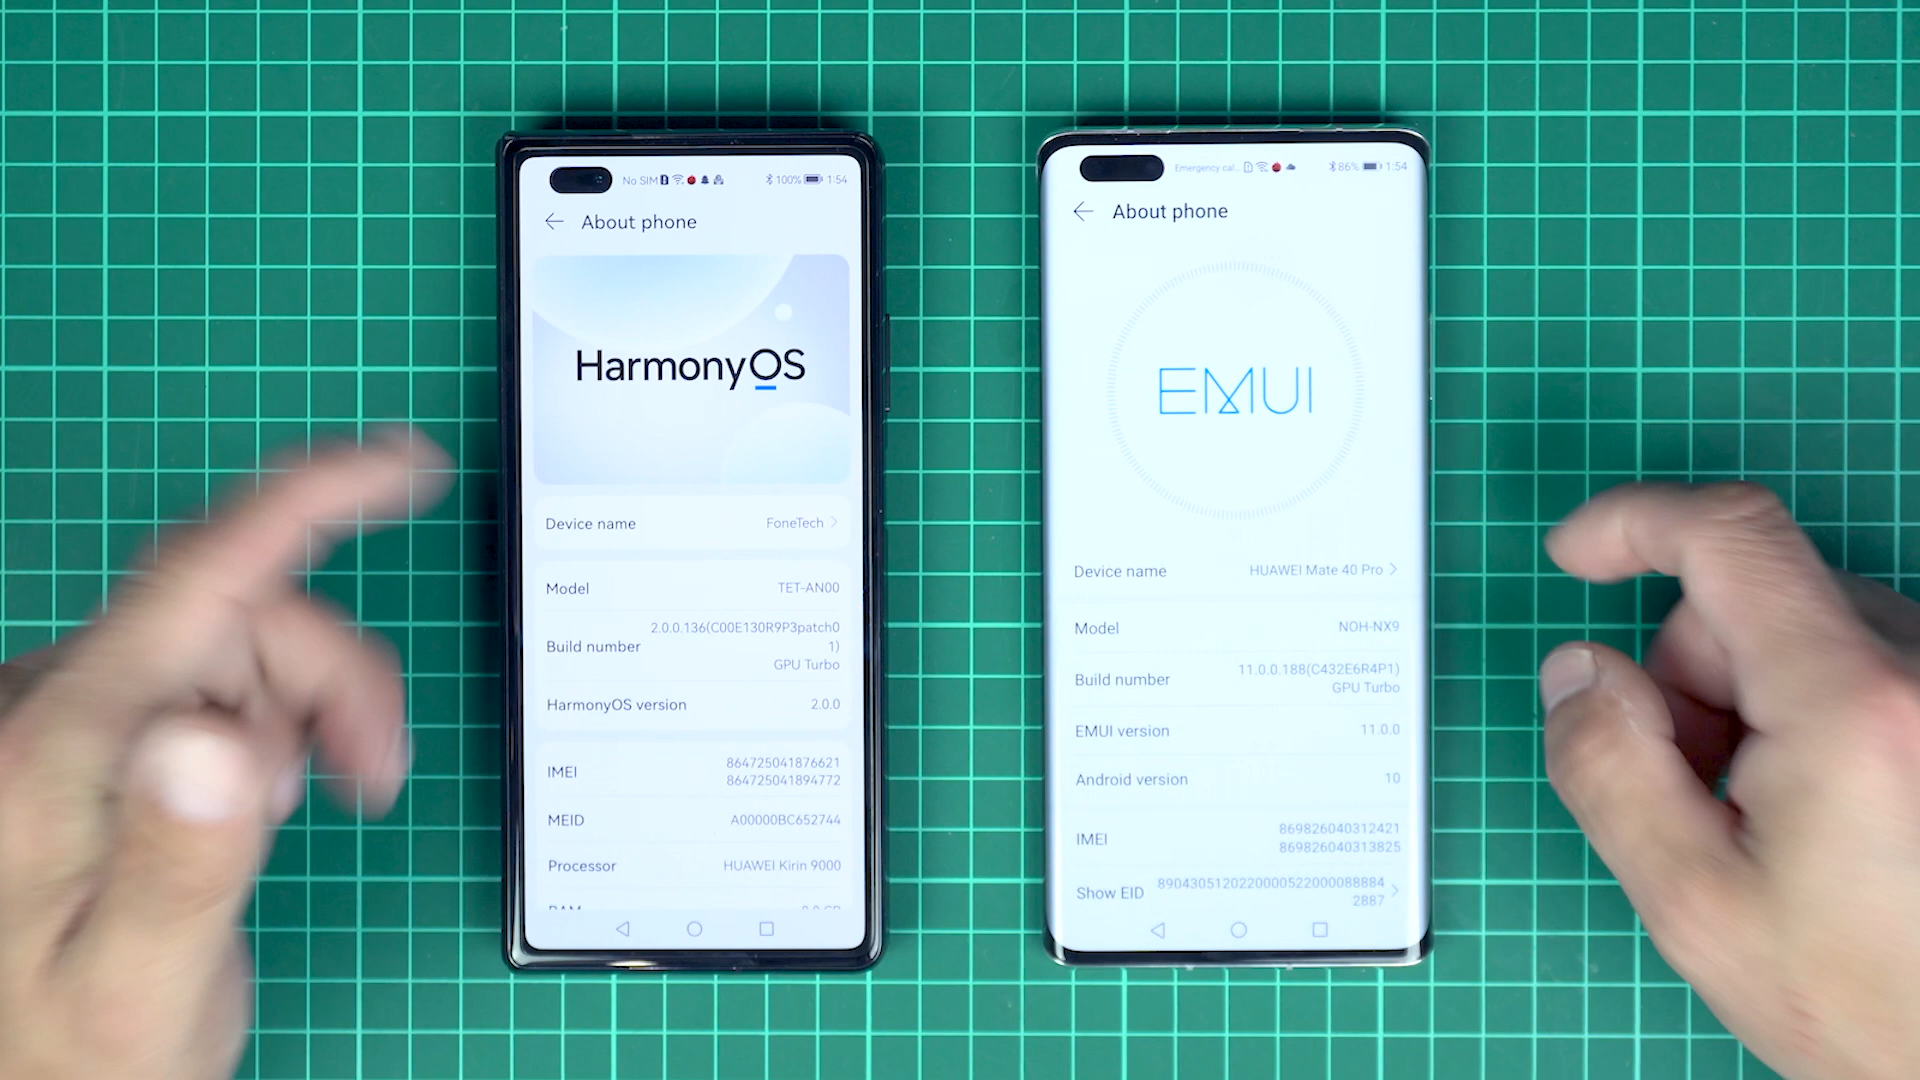 No SIM 100% 1:54
About phone
HarmonyOS
Device name FoneTech
Model TET-AN00
2.0.0.136(C00E130R9P3patch0
Build number 1)
GPU Turbo
HarmonyOS version 2.0.0
864725041876621
IMEI
864725041894772
MEID A00000BC652744
Processor HUAWEI Kirin 9000
Emergency cal... 86% 1:54
About phone
EMUI
Device name HUAWEI Mate 40 Pro
Model NOH-NX9
11.0.0.188(C432E6R4P1)
Build number
GPU Turbo
EMUI version 11.0.0
Android version 10
869826040312421
IMEI
869826040313825
Show EID
2887